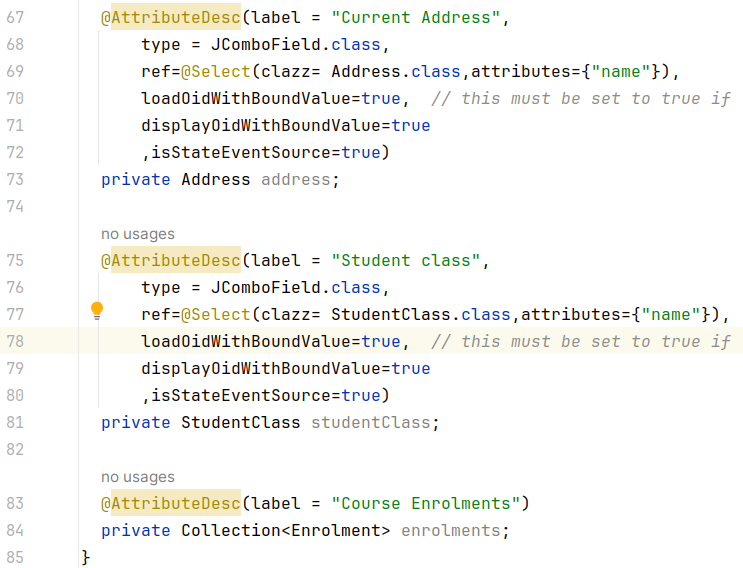 67 @AttributeDesc(label = "Current Address",
68 type = JComboField.class,
69 ref=@Select(clazz= Address.class,attributes={"name"}),
70 loadOidWithBoundValue=true,  // this must be set to true if
71 displayOidWithBoundValue=true
72 ,isStateEventSource=true)
73 private Address address;
74
no usages
75 @AttributeDesc(label = "Student class",
76 type = JComboField.class,
77 ref=@Select(clazz= StudentClass.class,attributes={"name"}),
78 loadOidWithBoundValue=true,  // this must be set to true if
79 displayOidWithBoundValue=true
80 ,isStateEventSource=true)
81 private StudentClass studentClass;
82
no usages
83 @AttributeDesc(label = "Course Enrolments")
84 private Collection<Enrolment> enrolments;
85 }